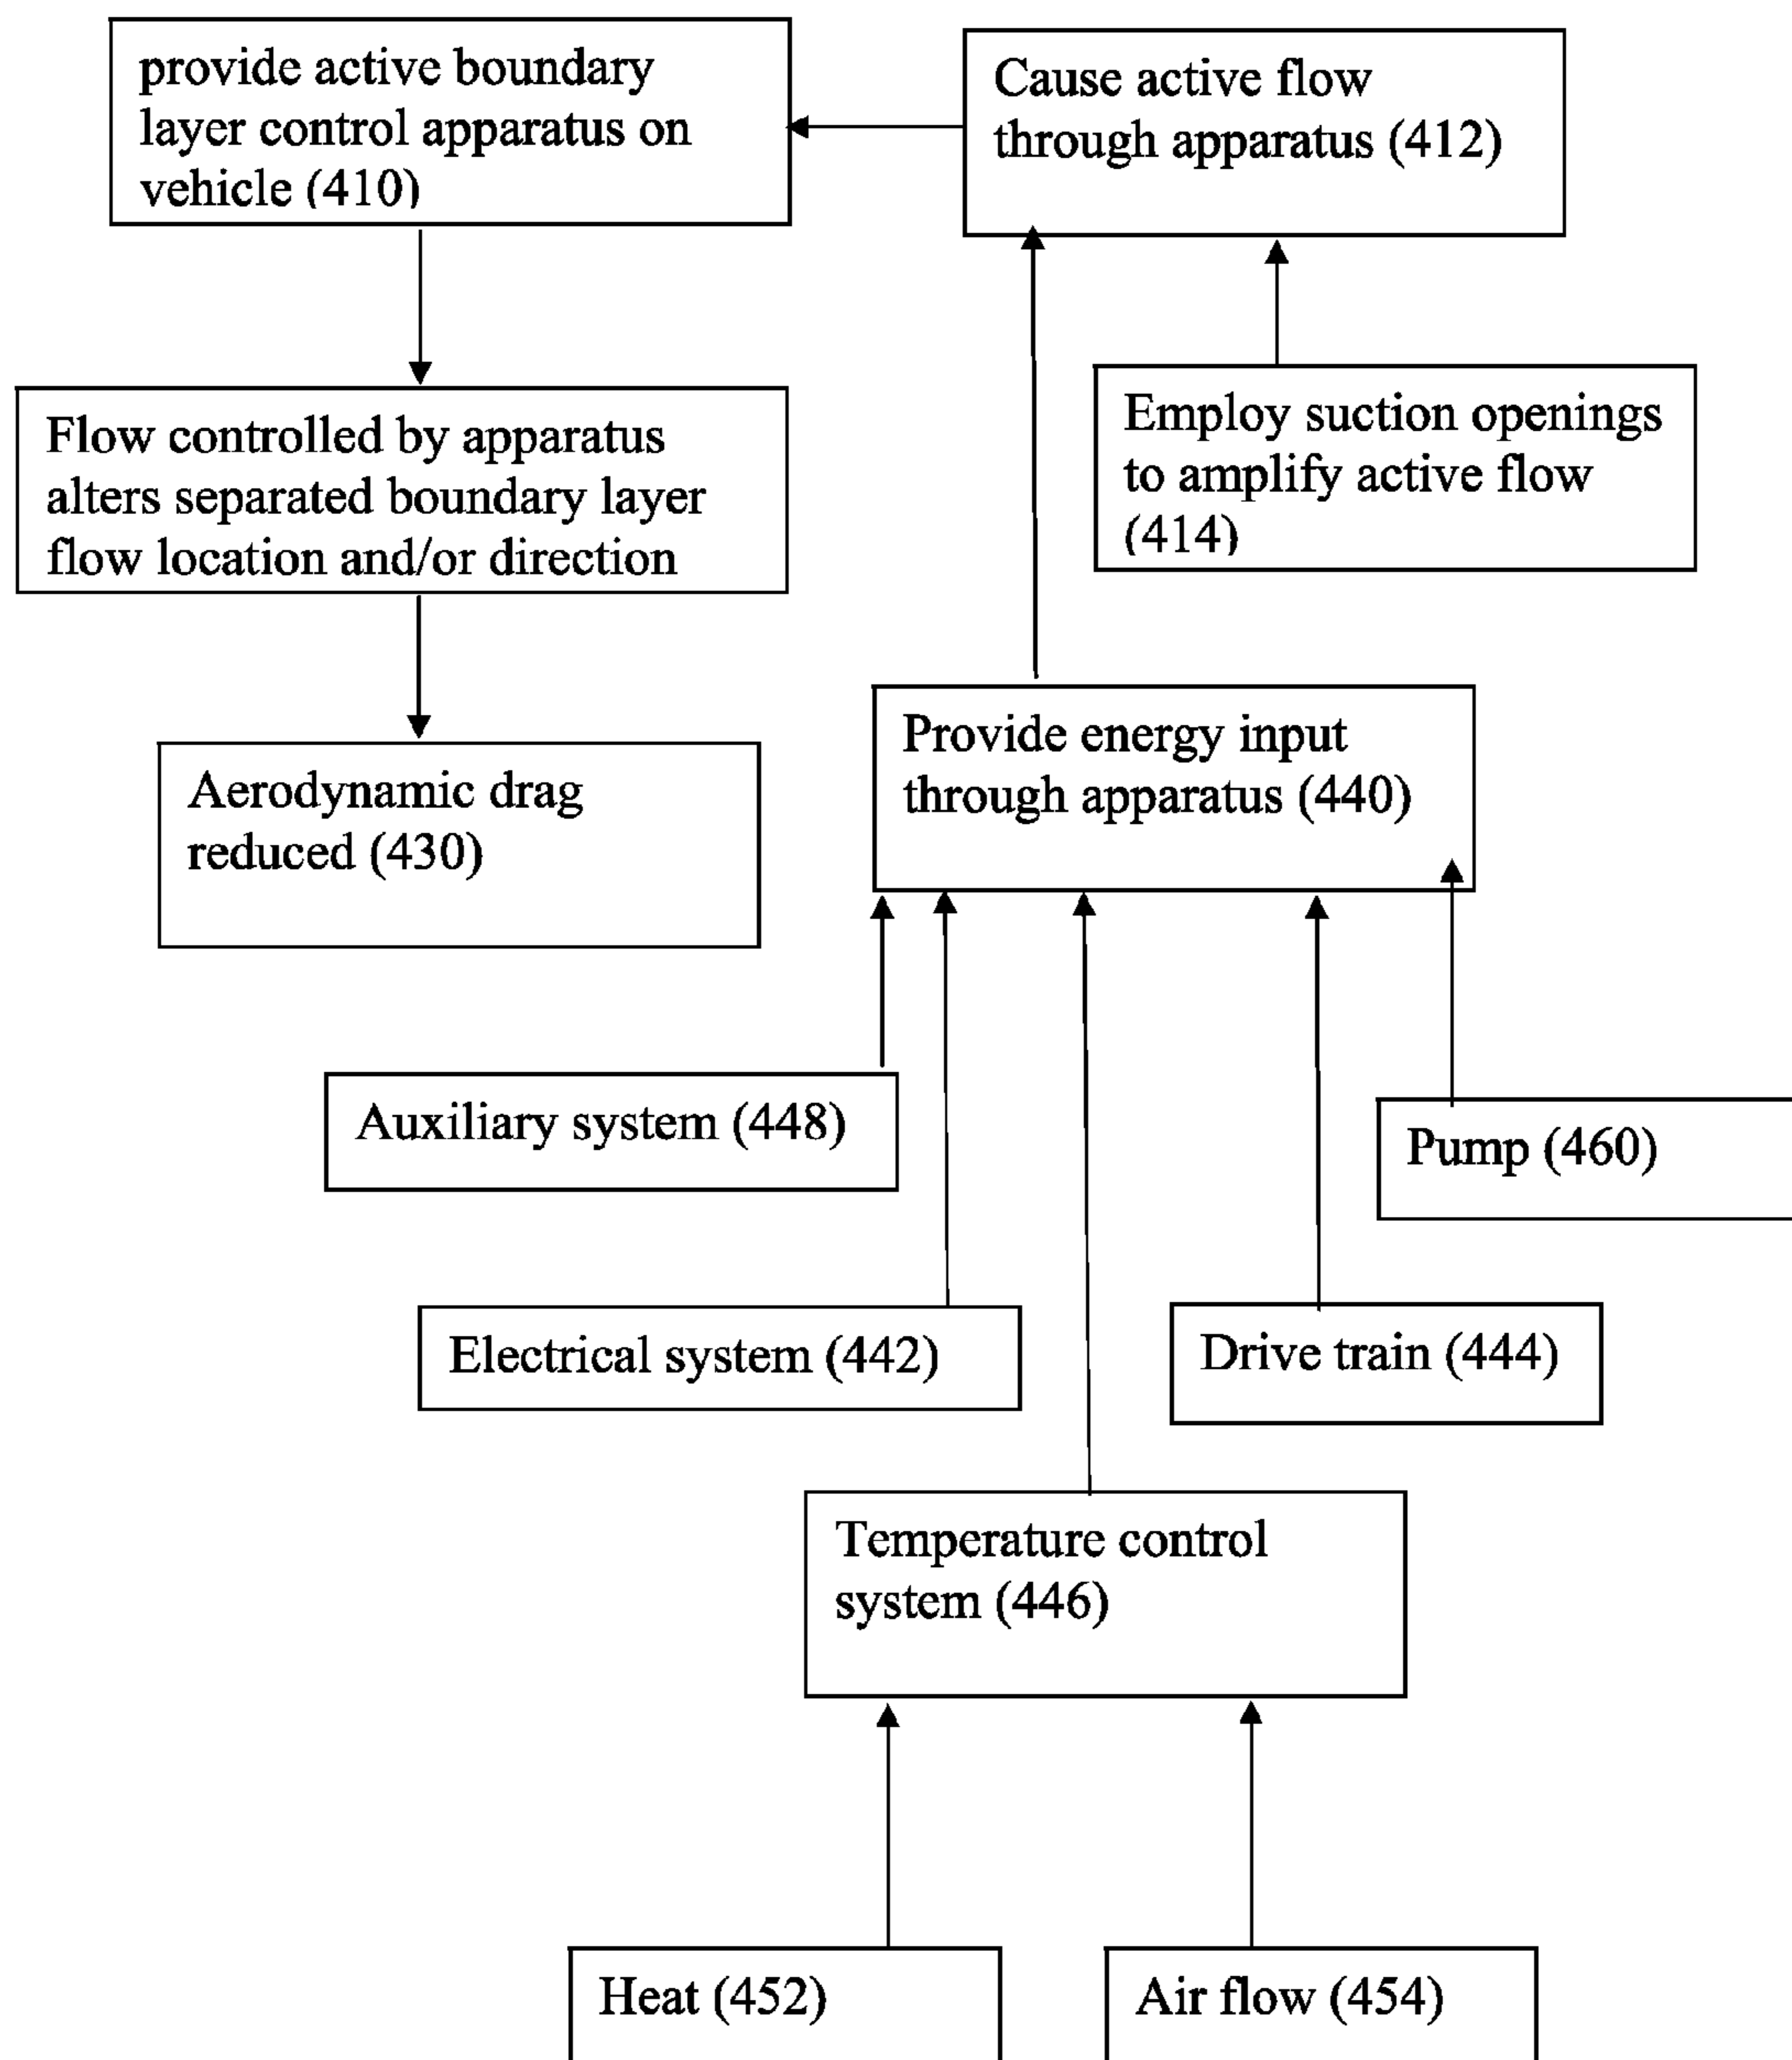 provide active boundary
layer control apparatus on
vehicle (410)
Cause active flow
through apparatus (412)
Flow controlled by apparatus
alters separated boundary layer
flow location and/or direction
Employ suction openings
to amplify active flow
(414)
Aerodynamic drag
reduced (430)
Provide energy input
through apparatus (440)
Auxiliary system (448)
Pump (460)
Electrical system (442)
Drive train (444)
Temperature control
system (446)
Heat (452)
Air flow (454)